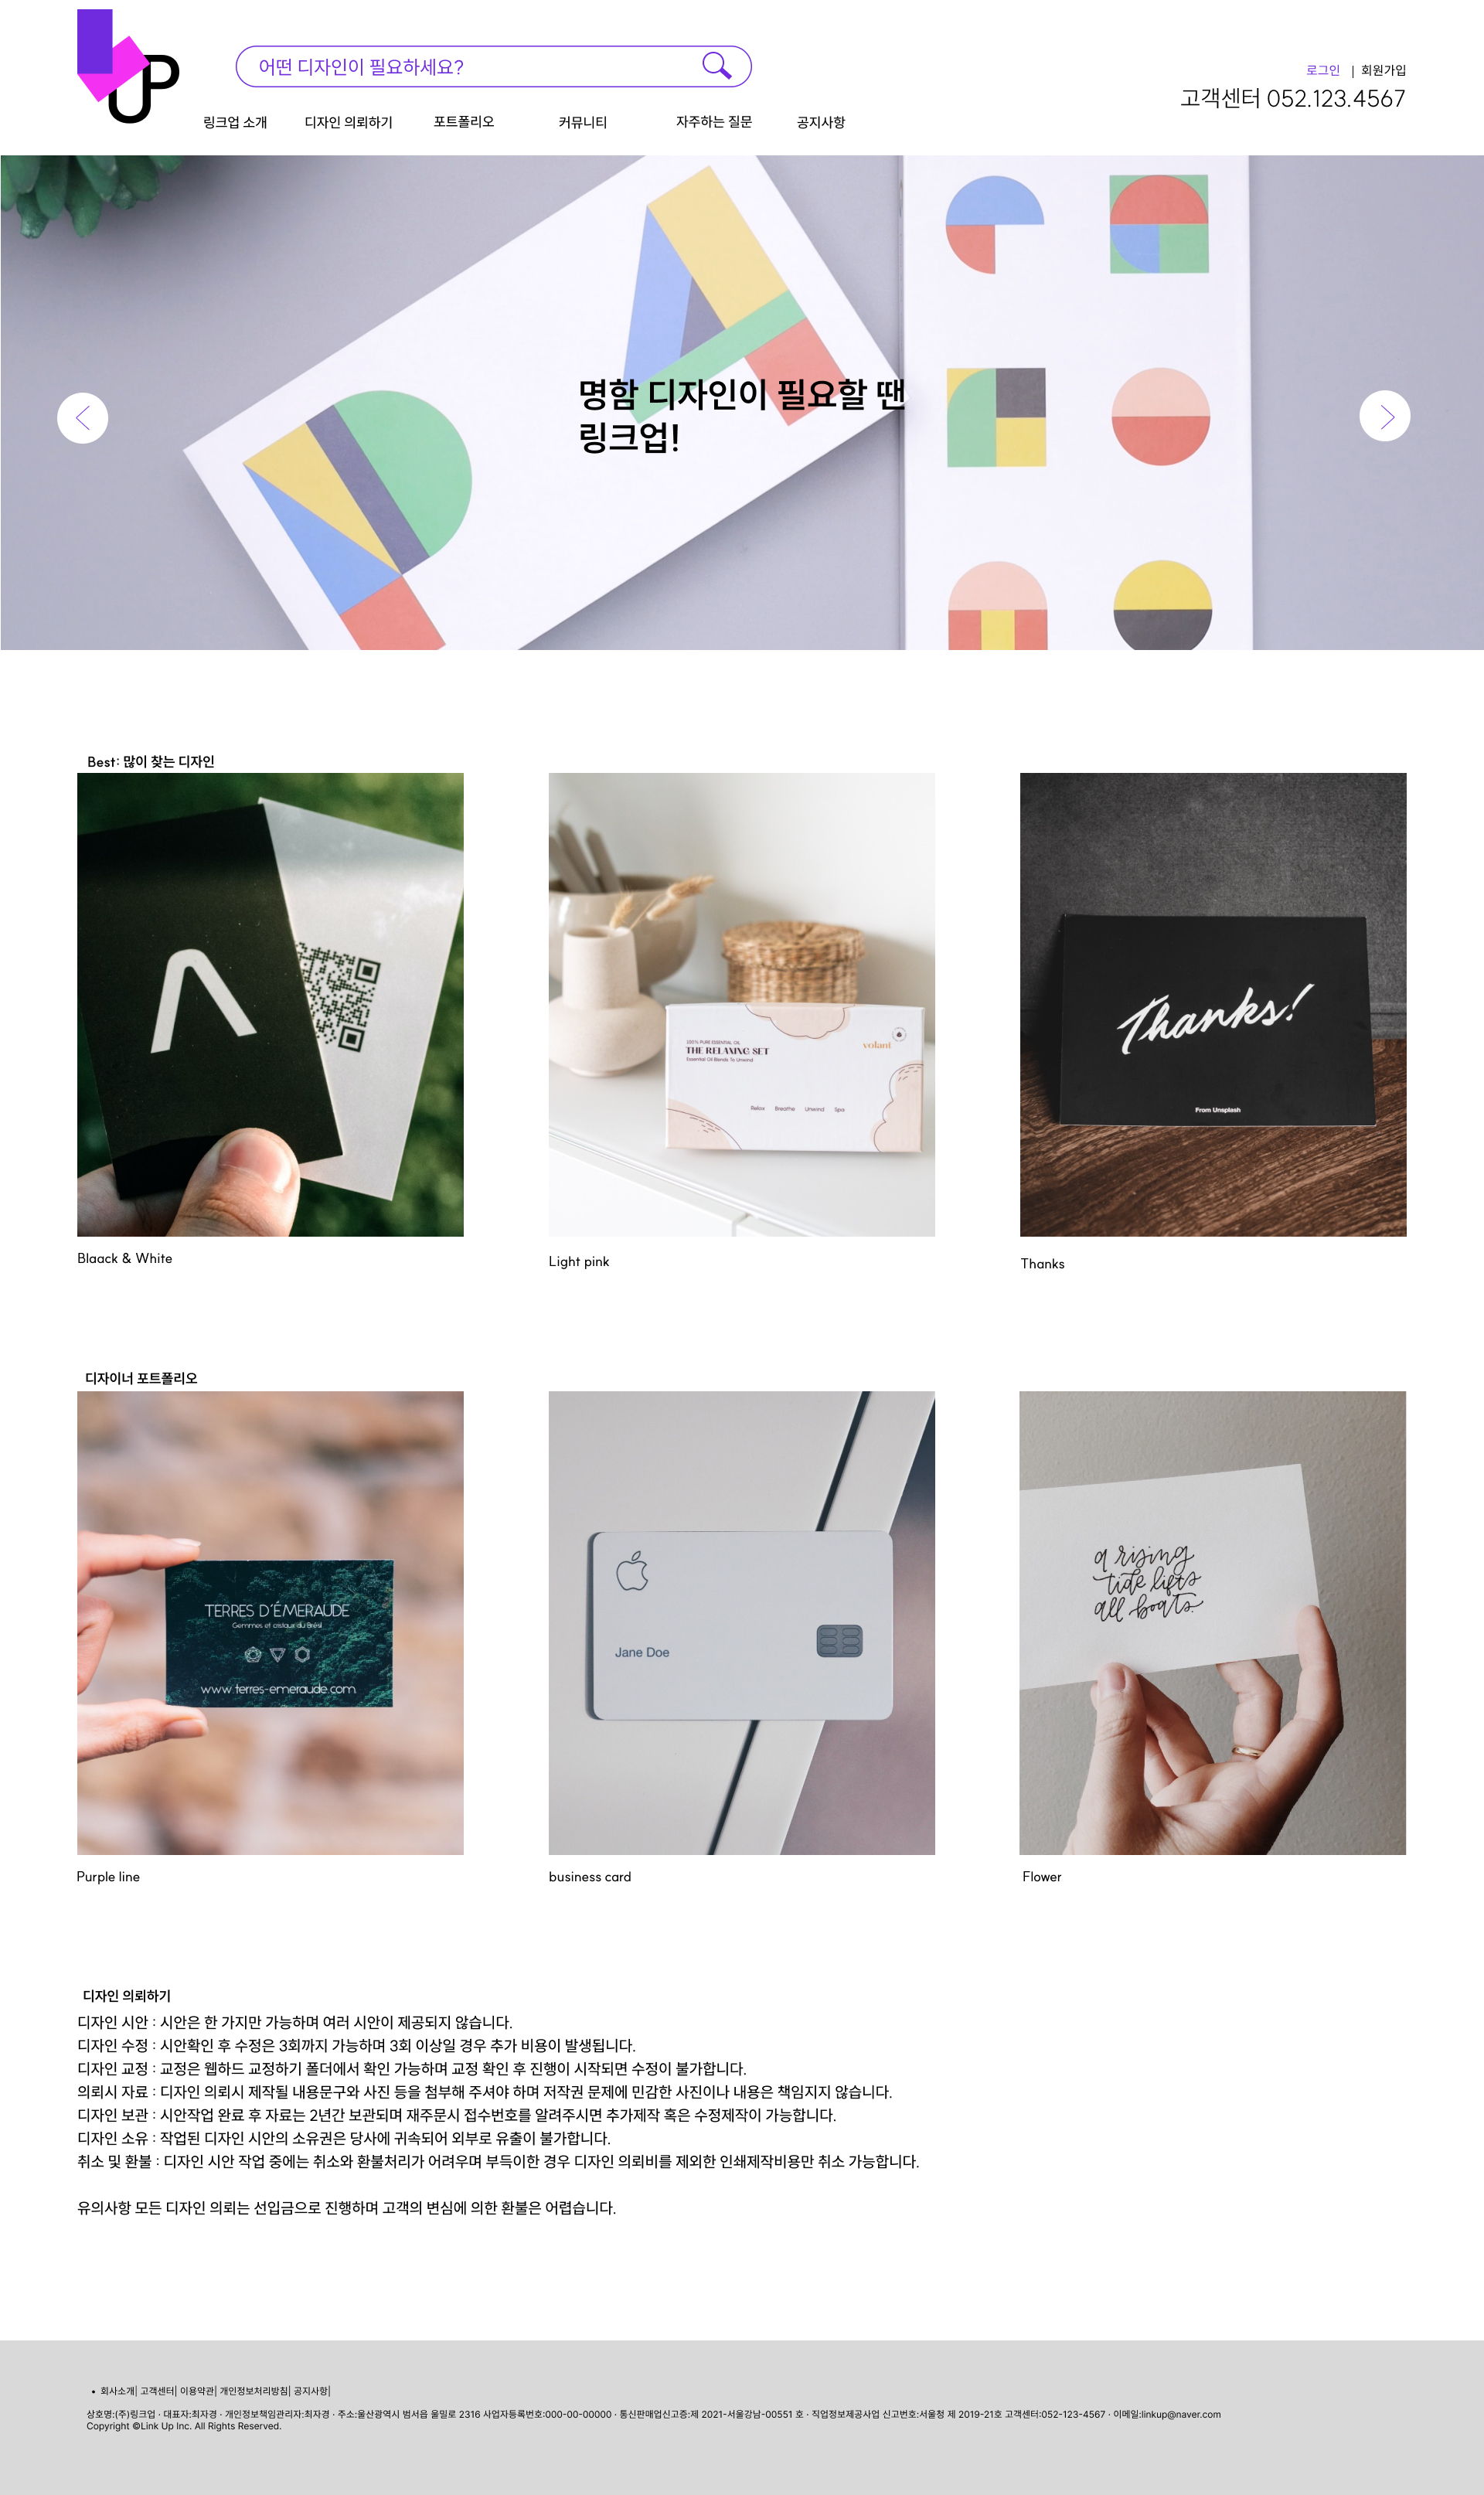 UP
어떤 디자인이 필요하세요?
로그인 | 회원가입
고객센터 052.123.4567
링크업 소개 디자인 의뢰하기 포트폴리오 커뮤니티 자주하는 질문 공지사항
명함 디자인이 필요할 땐
링크업!
Best: 많이 찾는 디자인
100% PURE ESSENTIAL OIL
THE RELAXING SET
Essential Oil Blends To Unwind
volant
Relax Breathe Unwind Spa
Thanks!
From Unsplash
Blaack & White
Light pink
Thanks
디자이너 포트폴리오
TERRES D'ÉMERAUDE
Gemmes et cristaux du Brésil
www.terres-emeraude.com
Jane Doe
a rising
tide lifts
all boats.
Purple line
business card
Flower
디자인 의뢰하기
디자인 시안 : 시안은 한 가지만 가능하며 여러 시안이 제공되지 않습니다.
디자인 수정 : 시안확인 후 수정은 3회까지 가능하며 3회 이상일 경우 추가 비용이 발생됩니다.
디자인 교정 : 교정은 웹하드 교정하기 폴더에서 확인 가능하며 교정 확인 후 진행이 시작되면 수정이 불가합니다.
의뢰시 자료 : 디자인 의뢰시 제작될 내용문구와 사진 등을 첨부해 주셔야 하며 저작권 문제에 민감한 사진이나 내용은 책임지지 않습니다.
디자인 보관 : 시안작업 완료 후 자료는 2년간 보관되며 재주문시 접수번호를 알려주시면 추가제작 혹은 수정제작이 가능합니다.
디자인 소유 : 작업된 디자인 시안의 소유권은 당사에 귀속되어 외부로 유출이 불가합니다.
취소 및 환불 : 디자인 시안 작업 중에는 취소와 환불처리가 어려우며 부득이한 경우 디자인 의뢰비를 제외한 인쇄제작비용만 취소 가능합니다.
유의사항 모든 디자인 의뢰는 선입금으로 진행하며 고객의 변심에 의한 환불은 어렵습니다.
• 회사소개| 고객센터| 이용약관| 개인정보처리방침| 공지사항|
상호명:(주)링크업 · 대표자:최자경 · 개인정보책임관리자:최자경 · 주소:울산광역시 범서읍 울밀로 2316 사업자등록번호:000-00-00000 · 통신판매업신고증:제 2021-서울강남-00551 호 · 직업정보제공사업 신고번호:서울청 제 2019-21호 고객센터:052-123-4567 · 이메일:linkup@naver.com
Copyright ©Link Up Inc. All Rights Reserved.